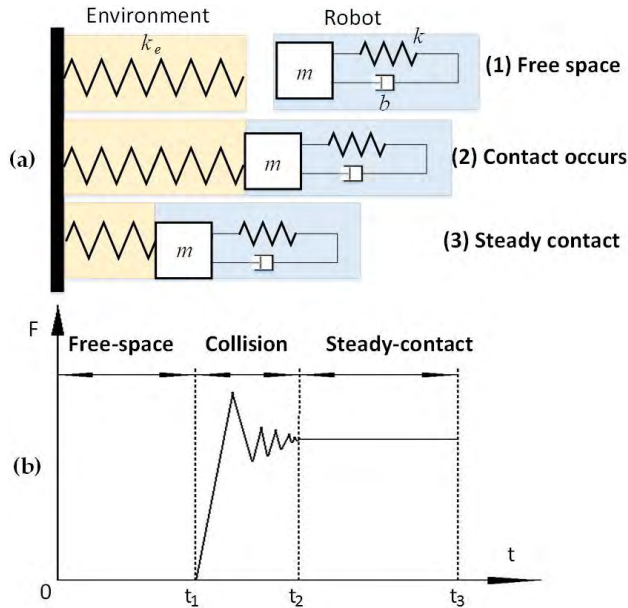 Environment Robot
k_e k
m (1) Free space
b
(a) m (2) Contact occurs
m (3) Steady contact
F
Free-space Collision Steady-contact
(b)
t
0 t1 t2 t3